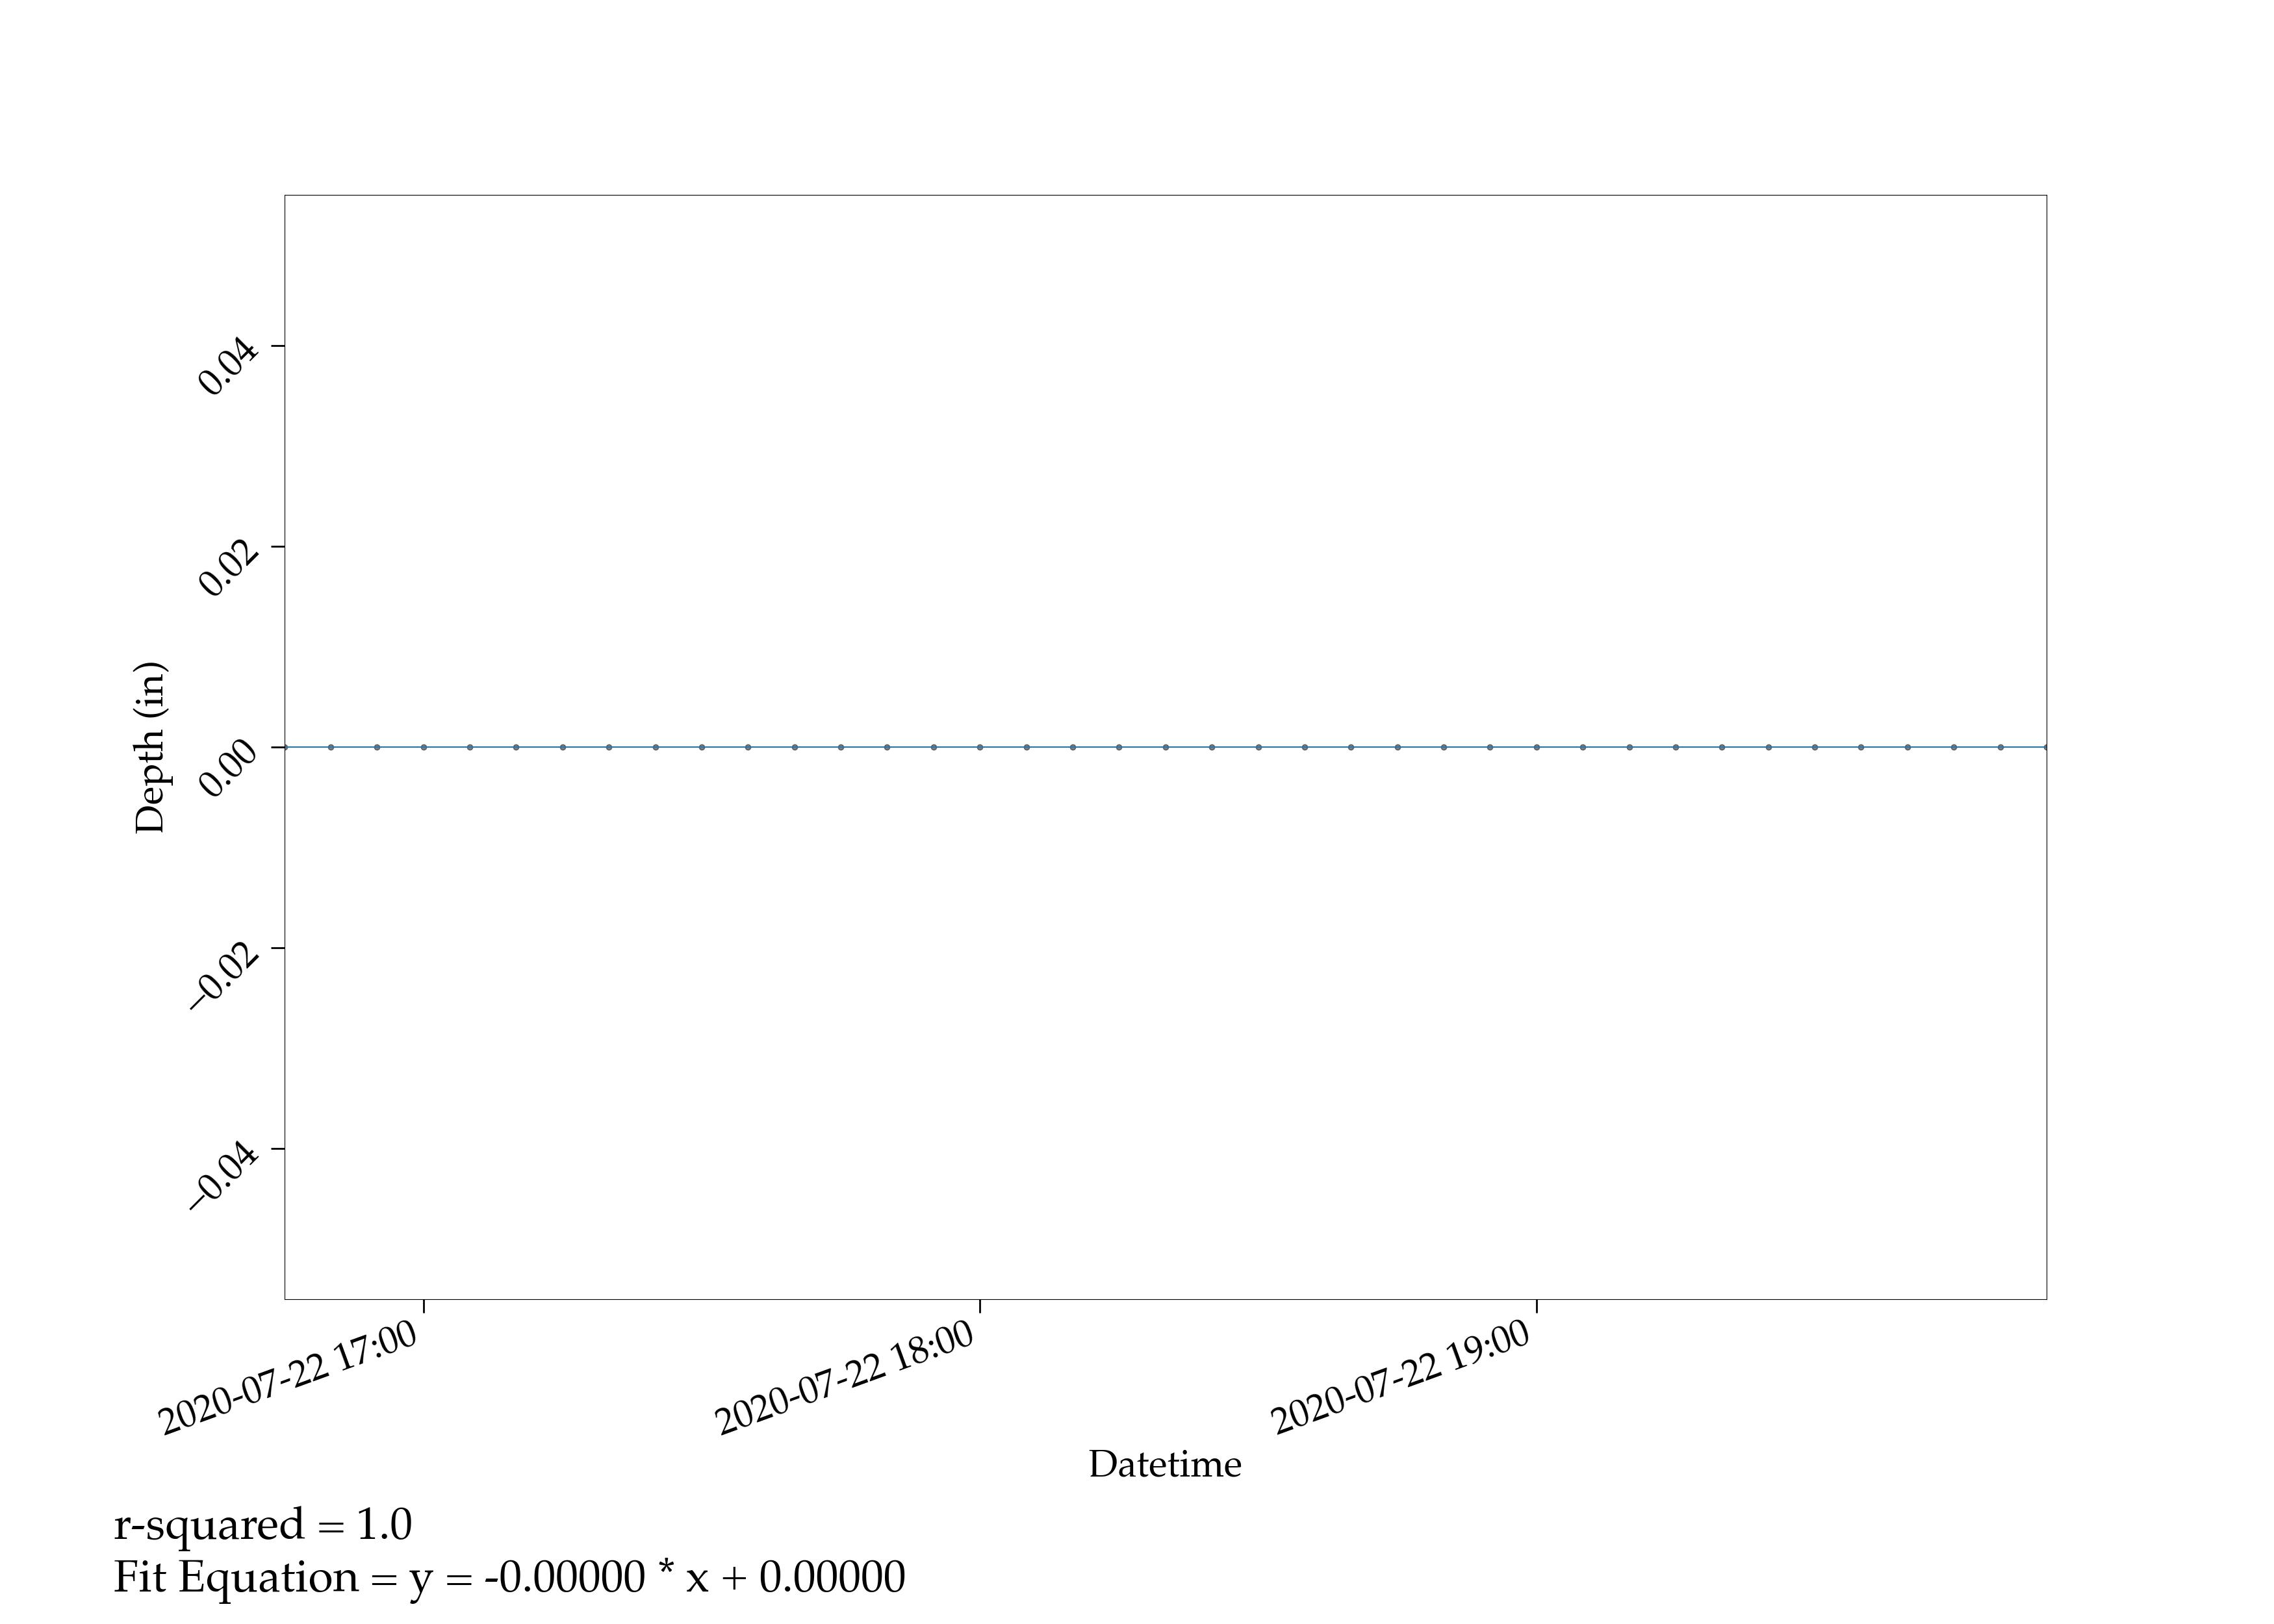 0.04
0.02
0.00
−0.02
−0.04
Depth (in)
2020-07-22 17:00
2020-07-22 18:00
2020-07-22 19:00
Datetime
r-squared = 1.0
Fit Equation = y = -0.00000 * x + 0.00000